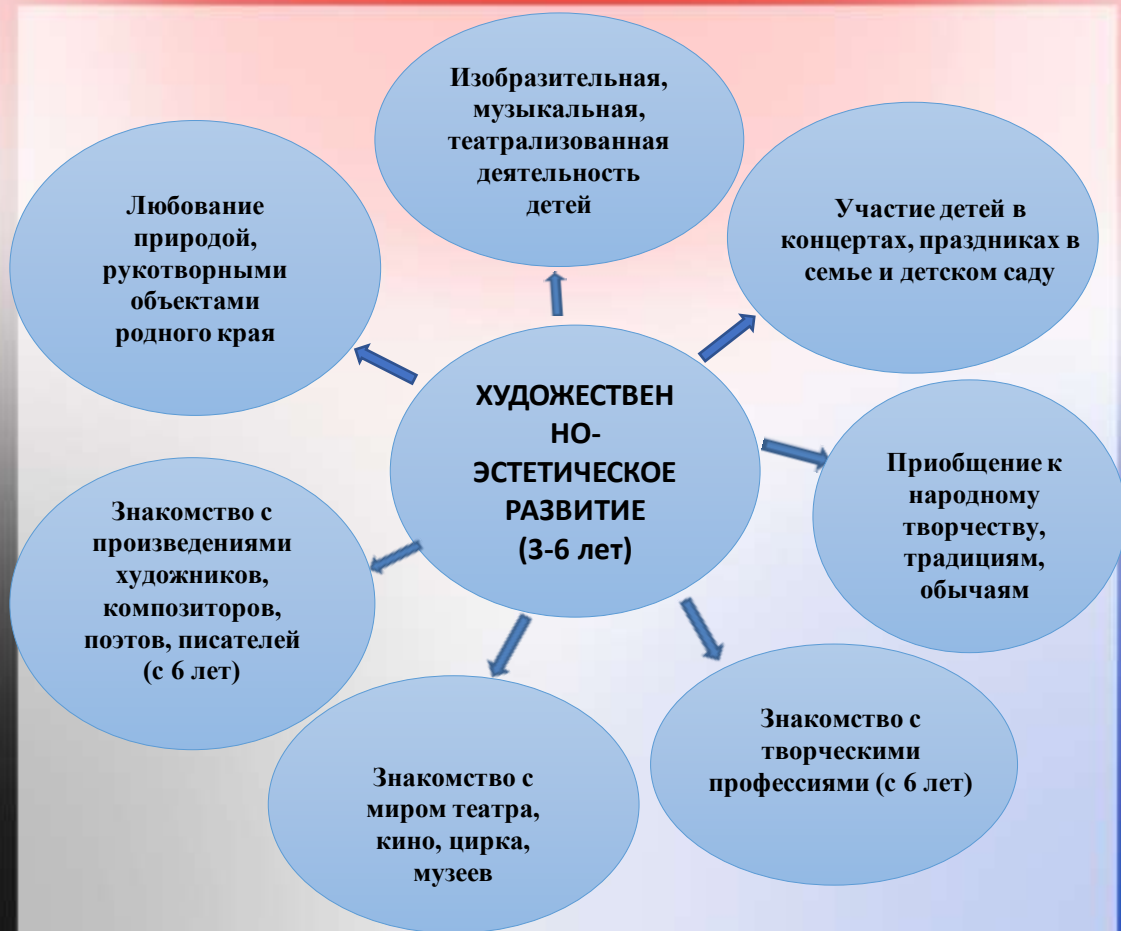 Изобразительная,
музыкальная,
театрализованная
деятельность
детей
Любование
природой,
рукотворными
объектами
родного края
Участие детей в
концертах, праздниках в
семье и детском саду
ХУДОЖЕСТВЕН
НО-
ЭСТЕТИЧЕСКОЕ
РАЗВИТИЕ
(3-6 лет)
Приобщение к
народному
творчеству,
традициям,
обычаям
Знакомство с
произведениями
художников,
композиторов,
поэтов, писателей
(с 6 лет)
Знакомство с
творческими
профессиями (с 6 лет)
Знакомство с
миром театра,
кино, цирка,
музеев